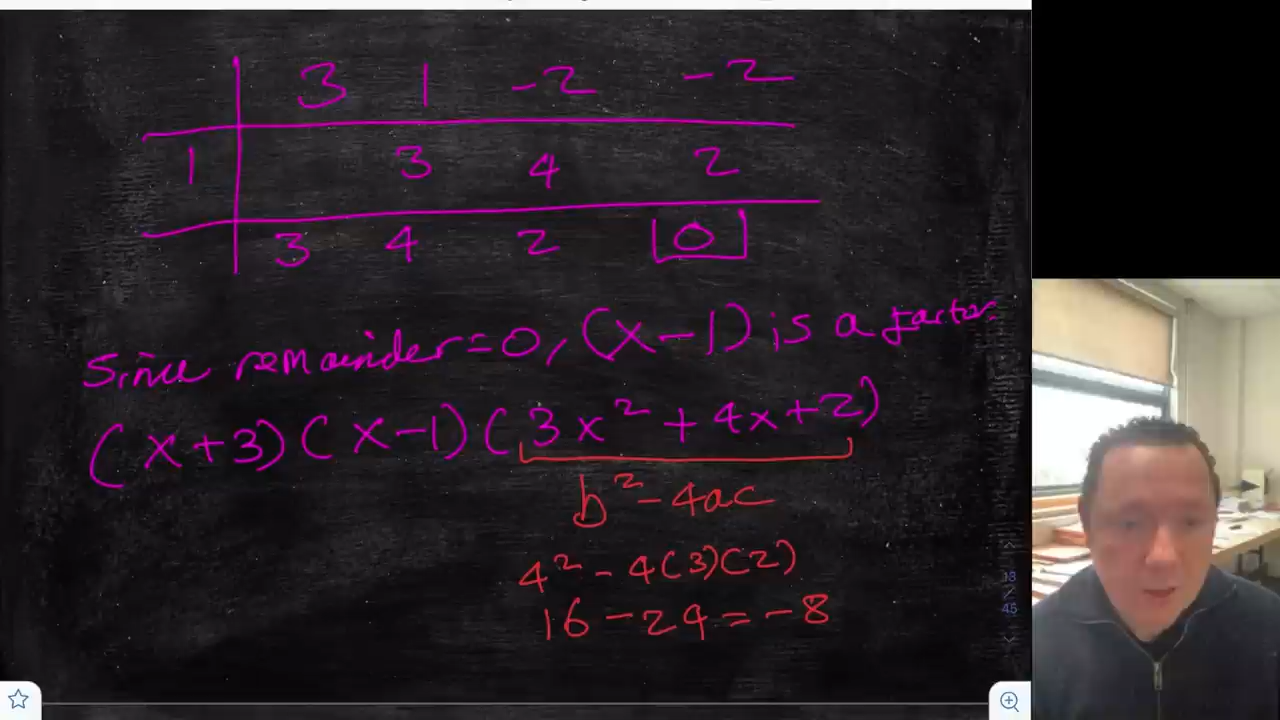 3 1 -2 -2
1 3 4 2
3 4 2 0
Since remainder=0, (x-1) is a factor.
(x+3)(x-1)(3x²+4x+2)
b²-4ac
4²-4(3)(2)
16-24=-8